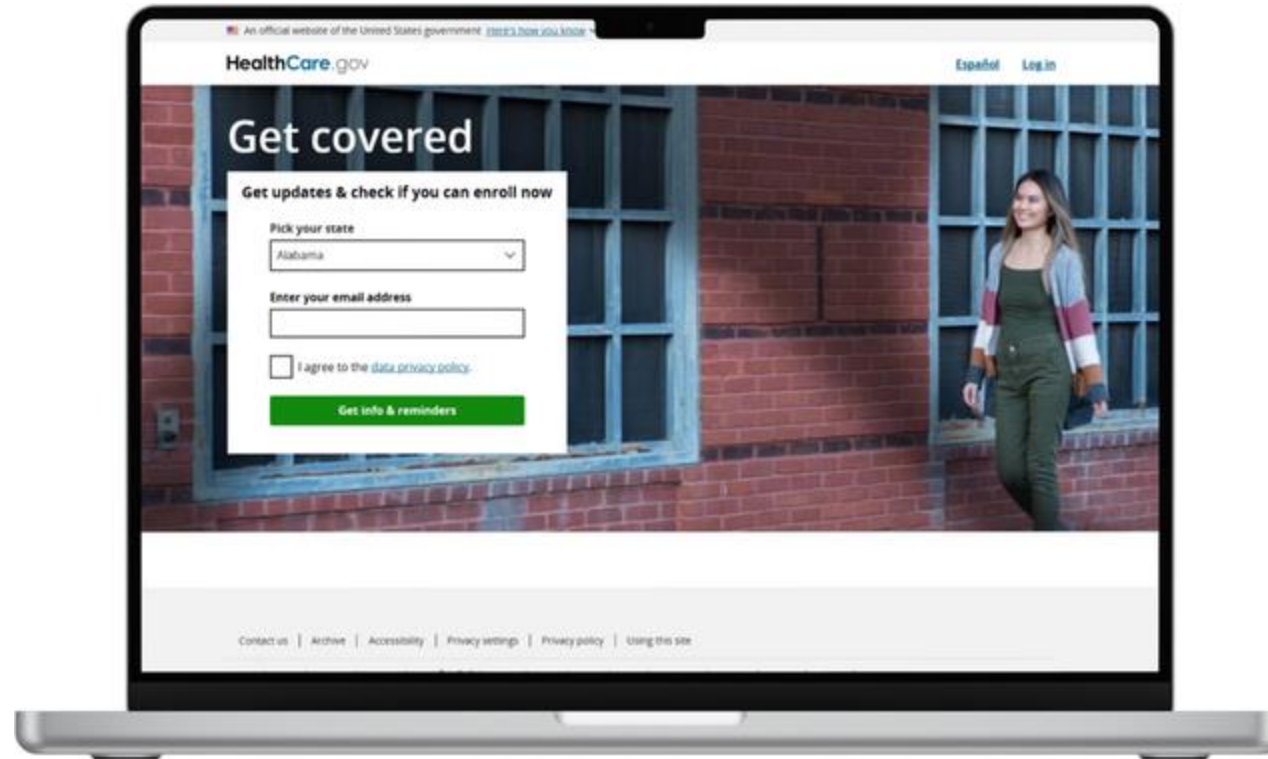 An official website of the United States government Here's how you know
HealthCare.gov
Español Log in
Get covered
Get updates & check if you can enroll now
Pick your state
Alabama
Enter your email address
I agree to the data privacy policy.
Get info & reminders
Contact us | Archive | Accessibility | Privacy settings | Privacy policy | Using this site